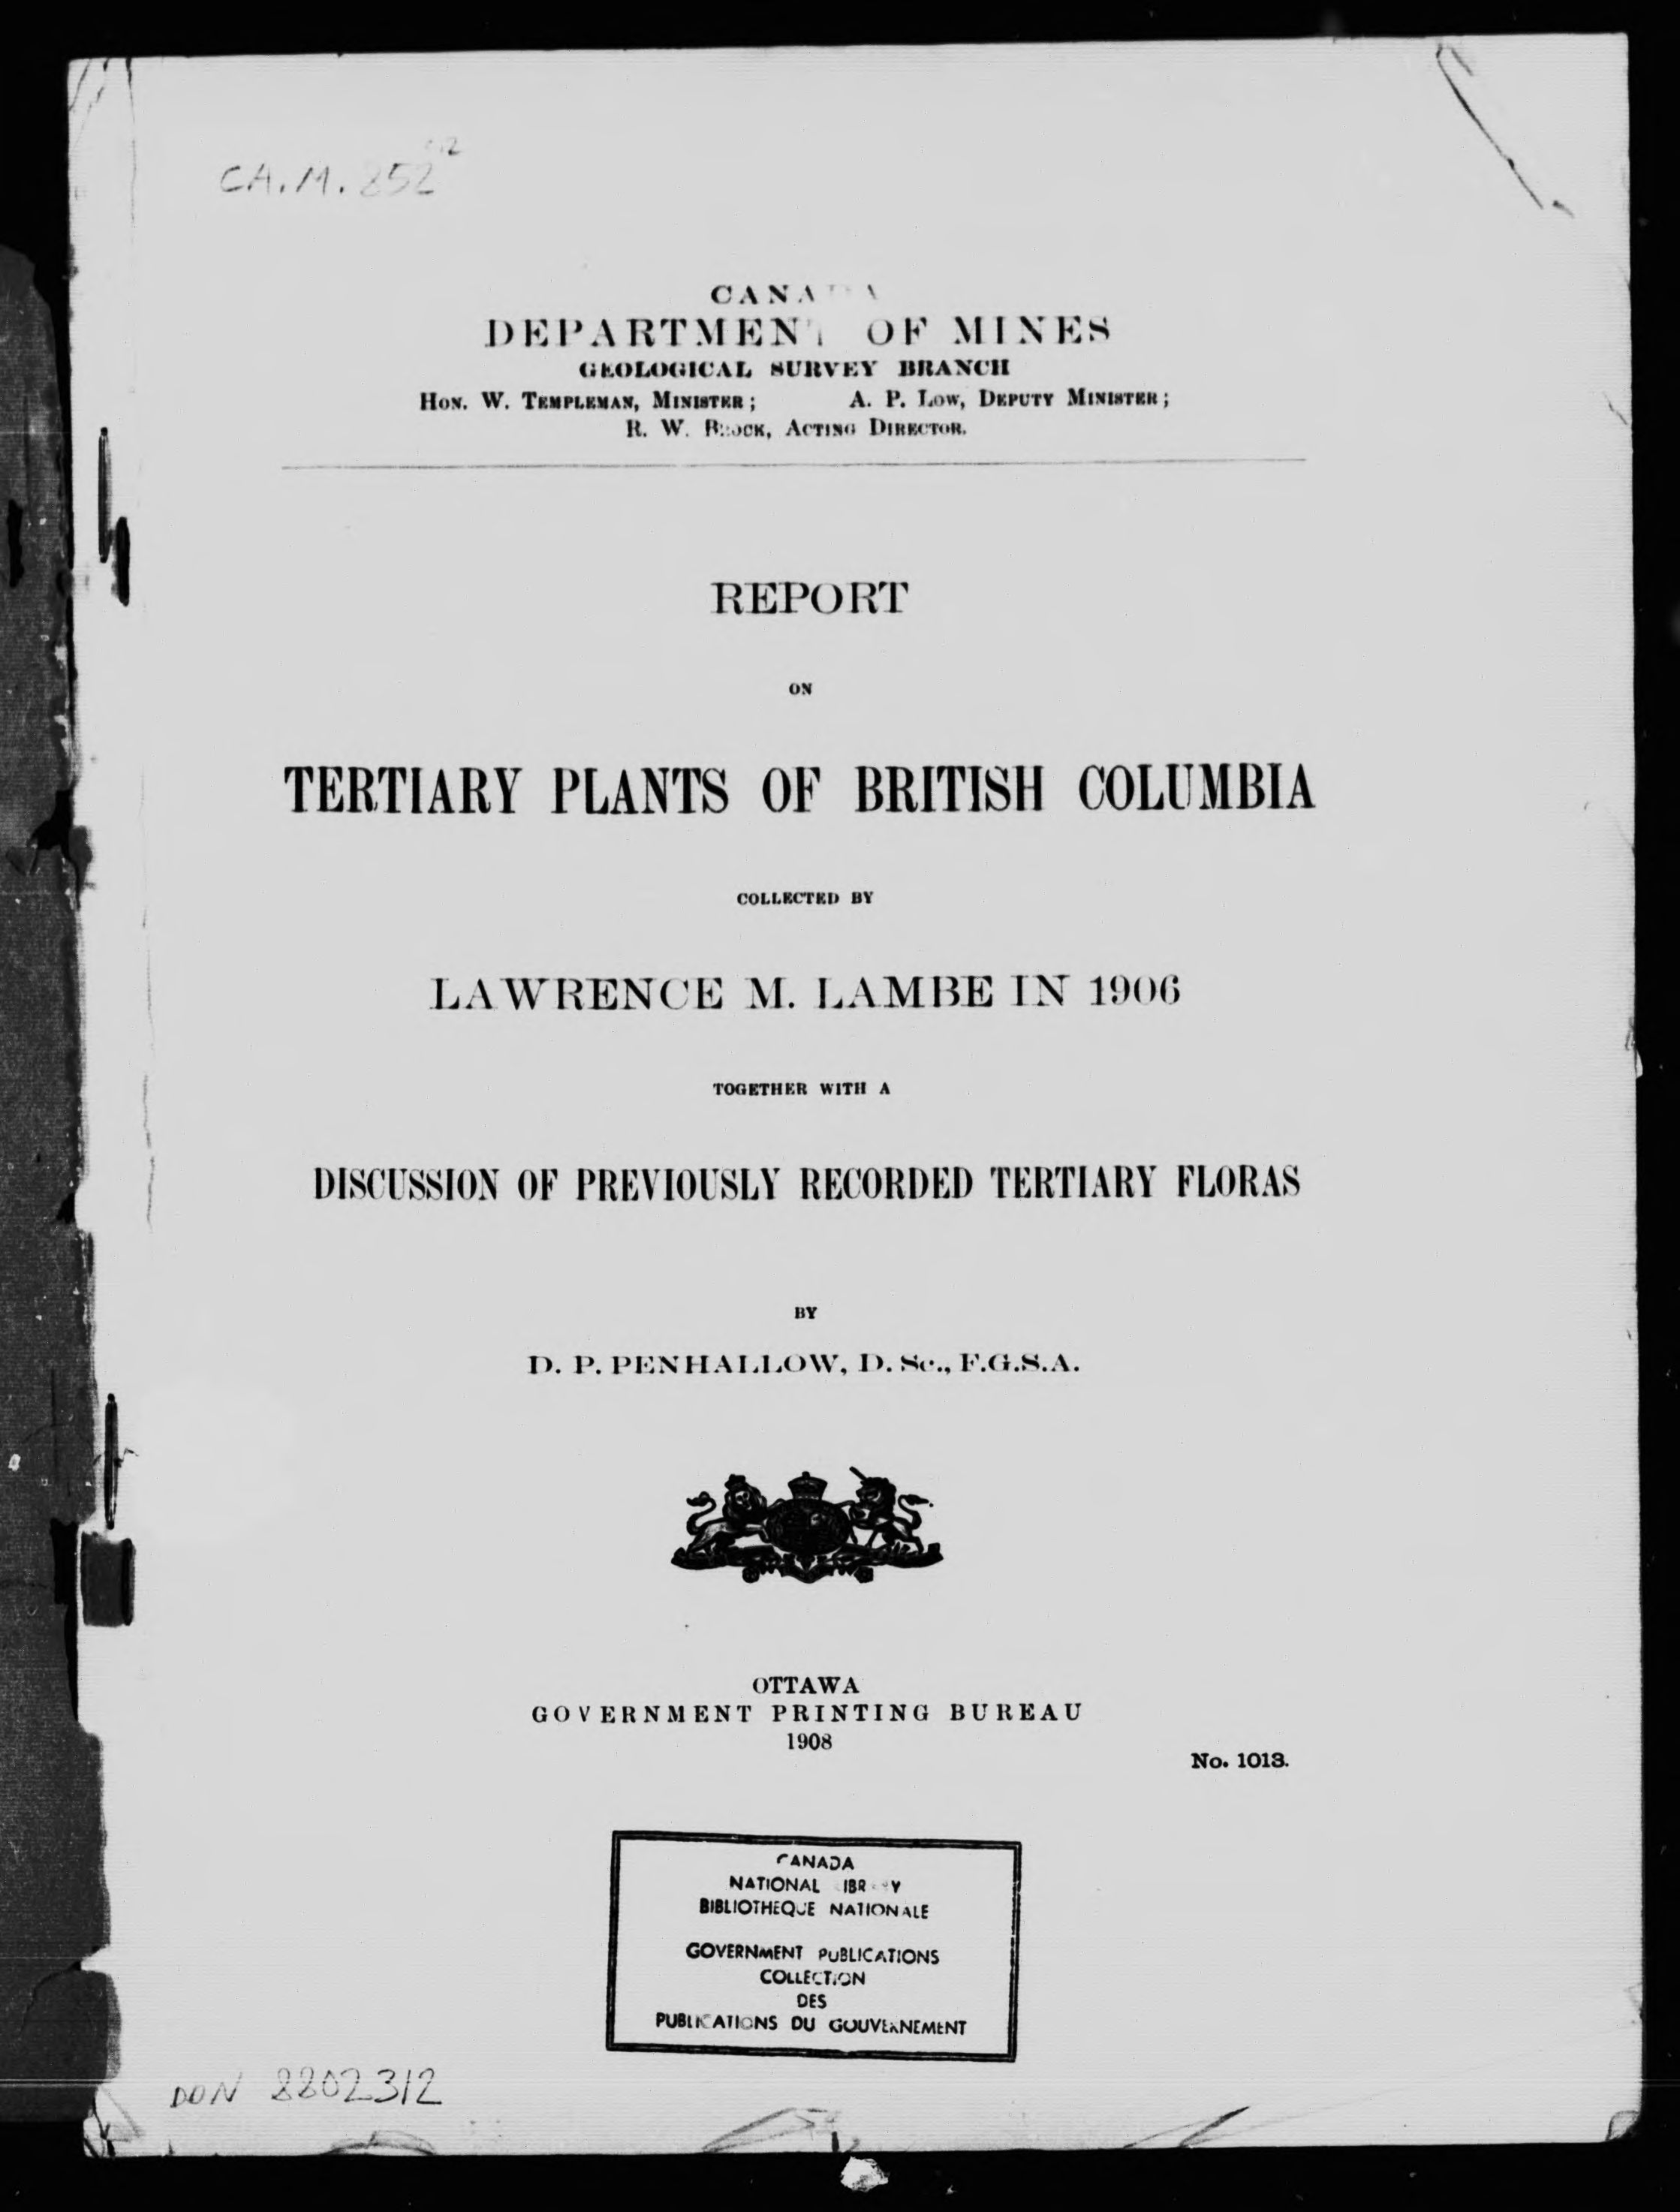 CA.M. 852
CANADA
DEPARTMENT OF MINES
GEOLOGICAL SURVEY BRANCH
HON. W. TEMPLEMAN, MINISTER; A. P. LOW, DEPUTY MINISTER;
R. W. BROCK, ACTING DIRECTOR.
REPORT
ON
TERTIARY PLANTS OF BRITISH COLUMBIA
COLLECTED BY
LAWRENCE M. LAMBE IN 1906
TOGETHER WITH A
DISCUSSION OF PREVIOUSLY RECORDED TERTIARY FLORAS
BY
D. P. PENHALLOW, D. Sc., F.G.S.A.
OTTAWA
GOVERNMENT PRINTING BUREAU
1908
No. 1013.
CANADA
NATIONAL LIBRARY
BIBLIOTHEQUE NATIONALE
GOVERNMENT PUBLICATIONS
COLLECTION
DES
PUBLICATIONS DU GOUVERNEMENT
DON 8802312